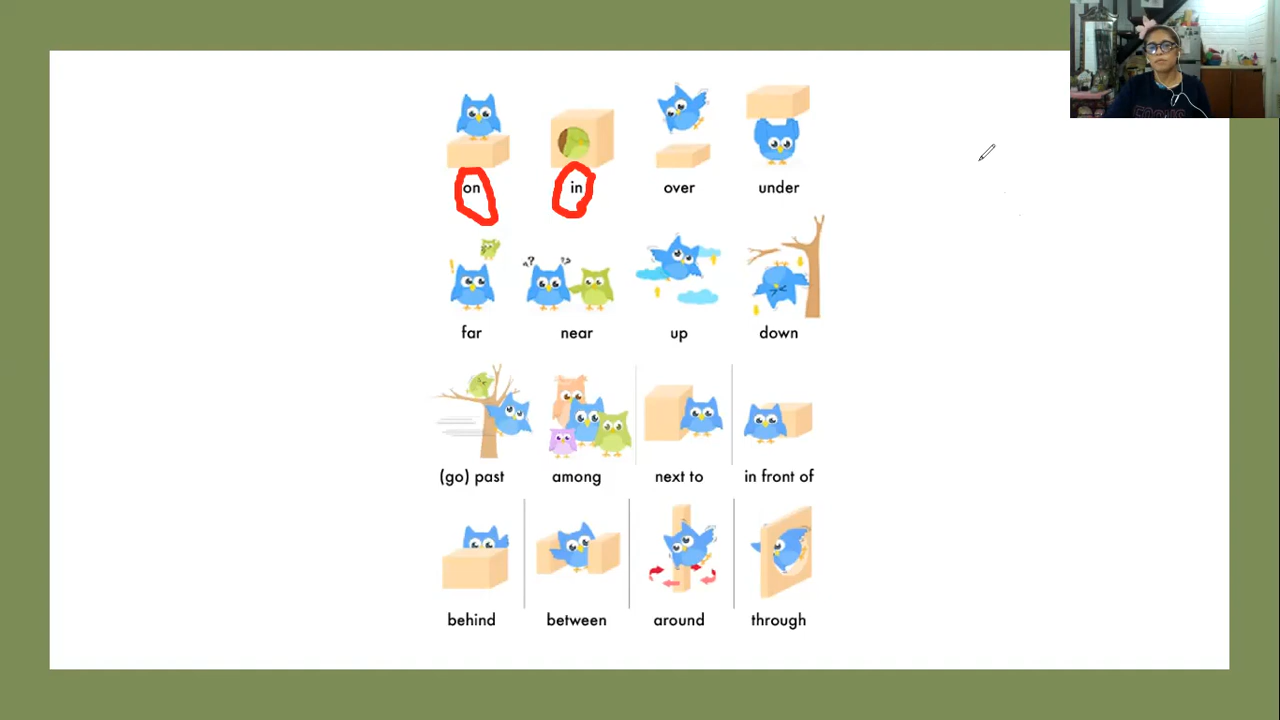 on in over under
far near up down
(go) past among next to in front of
behind between around through